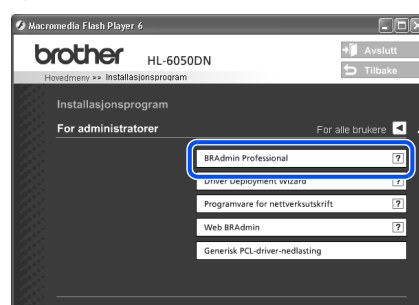 Macromedia Flash Player 6
brother HL-6050DN
Avslutt
Tilbake
Hovedmeny >> Installasjonsprogram
Installasjonsprogram
For administratorer
For alle brukere
BRAdmin Professional ?
Driver Deployment Wizard ?
Programvare for nettverksutskrift ?
Web BRAdmin ?
Generisk PCL-driver-nedlasting